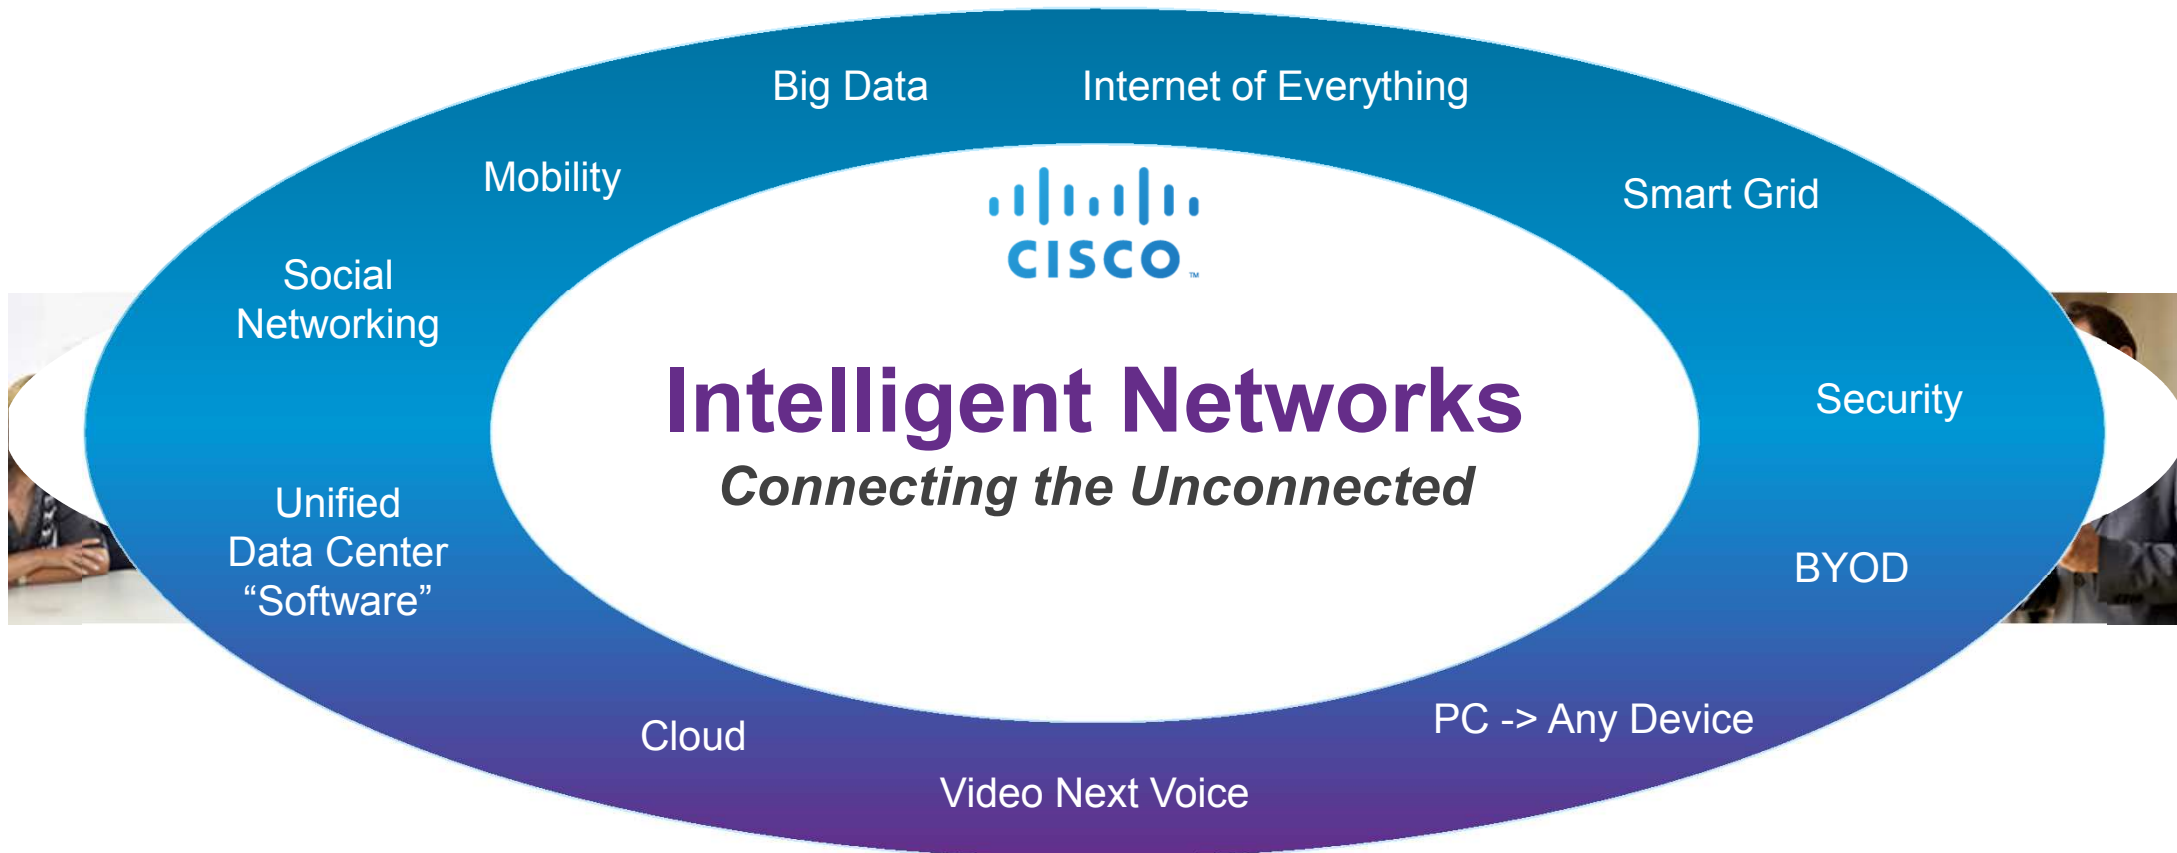 Big Data
Internet of Everything
Mobility
Smart Grid
CISCO™
Social
Networking
Intelligent Networks
Connecting the Unconnected
Security
Unified
Data Center
“Software”
BYOD
Cloud
PC -> Any Device
Video Next Voice